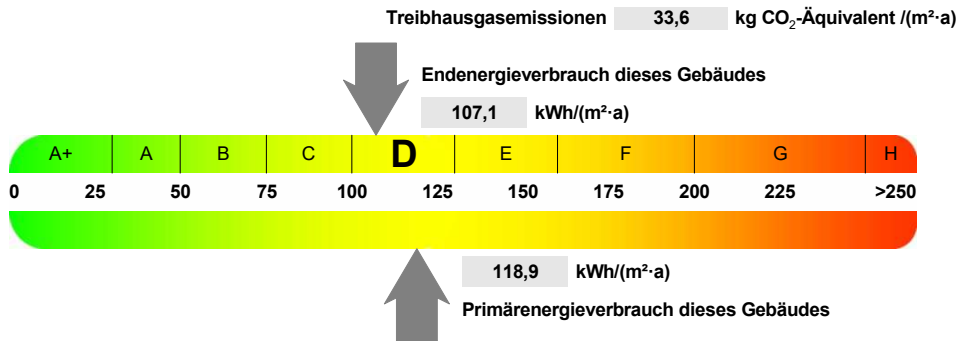 Treibhausgasemissionen 33,6 kg CO₂-Äquivalent /(m²·a)
Endenergieverbrauch dieses Gebäudes
107,1 kWh/(m²·a)
A+ A B C D E F G H
0 25 50 75 100 125 150 175 200 225 >250
118,9 kWh/(m²·a)
Primärenergieverbrauch dieses Gebäudes